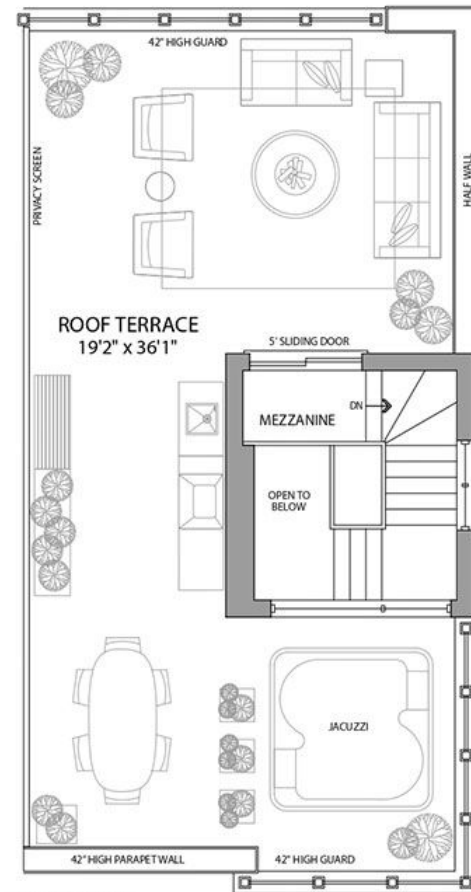 42" HIGH GUARD
PRIVACY SCREEN
HALF WALL
ROOF TERRACE
19'2" x 36'1"
5' SLIDING DOOR
DN
MEZZANINE
OPEN TO
BELOW
JACUZZI
42" HIGH PARAPET WALL
42" HIGH GUARD